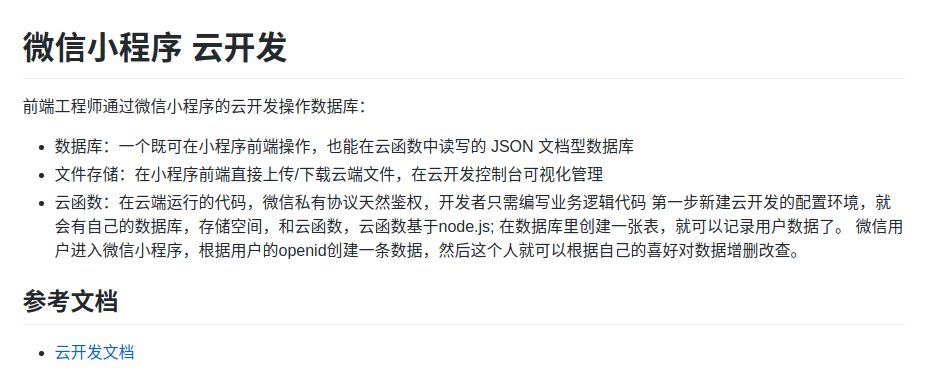 微信小程序 云开发
前端工程师通过微信小程序的云开发操作数据库：
数据库：一个既可在小程序前端操作，也能在云函数中读写的 JSON 文档型数据库
文件存储：在小程序前端直接上传/下载云端文件，在云开发控制台可视化管理
云函数：在云端运行的代码，微信私有协议天然鉴权，开发者只需编写业务逻辑代码 第一步新建云开发的配置环境，就
会有自己的数据库，存储空间，和云函数，云函数基于node.js; 在数据库里创建一张表，就可以记录用户数据了。 微信用
户进入微信小程序，根据用户的openid创建一条数据，然后这个人就可以根据自己的喜好对数据增删改查。
参考文档
云开发文档